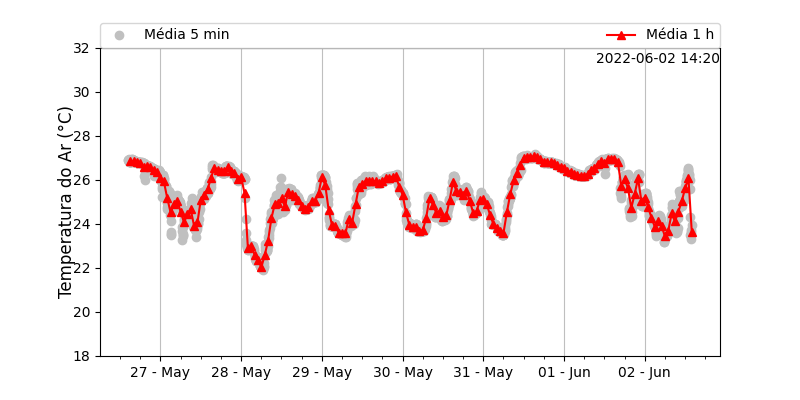 Média 5 min
Média 1 h
2022-06-02 14:20
Temperatura do Ar (°C)
32
30
28
26
24
22
20
18
27 - May
28 - May
29 - May
30 - May
31 - May
01 - Jun
02 - Jun